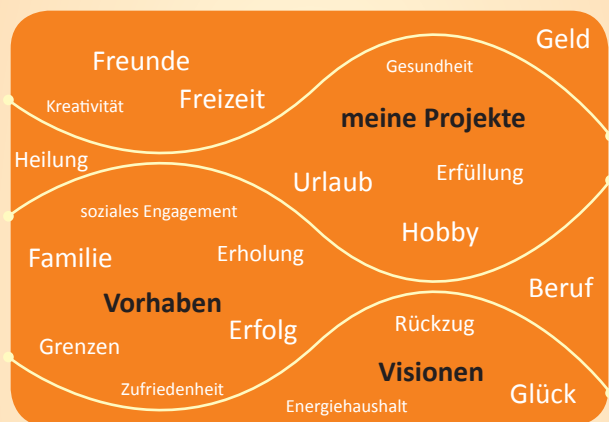 Geld
Freunde
Gesundheit
Freizeit
Kreativität
meine Projekte
Heilung
Erfüllung
Urlaub
soziales Engagement
Hobby
Familie
Erholung
Beruf
Vorhaben
Erfolg
Rückzug
Grenzen
Visionen
Zufriedenheit
Glück
Energiehaushalt